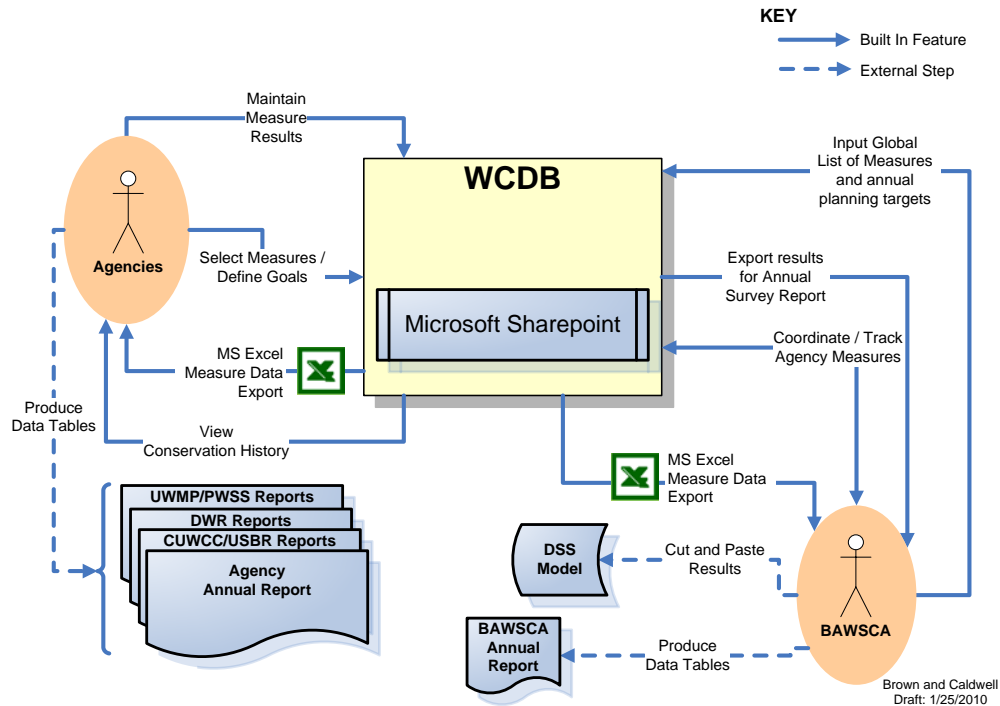 KEY
Built In Feature
External Step
Maintain
Measure
Results
Input Global
List of Measures
and annual
planning targets
WCDB
Agencies
Select Measures /
Define Goals
Export results
for Annual
Survey Report
Microsoft Sharepoint
Coordinate / Track
Agency Measures
MS Excel
Measure Data
Export
Produce
Data Tables
View
Conservation History
MS Excel
Measure Data
Export
UWMP/PWSS Reports
DWR Reports
CUWCC/USBR Reports
Agency
Annual Report
DSS
Model
Cut and Paste
Results
BAWSCA
BAWSCA
Annual
Report
Produce
Data Tables
Brown and Caldwell
Draft: 1/25/2010